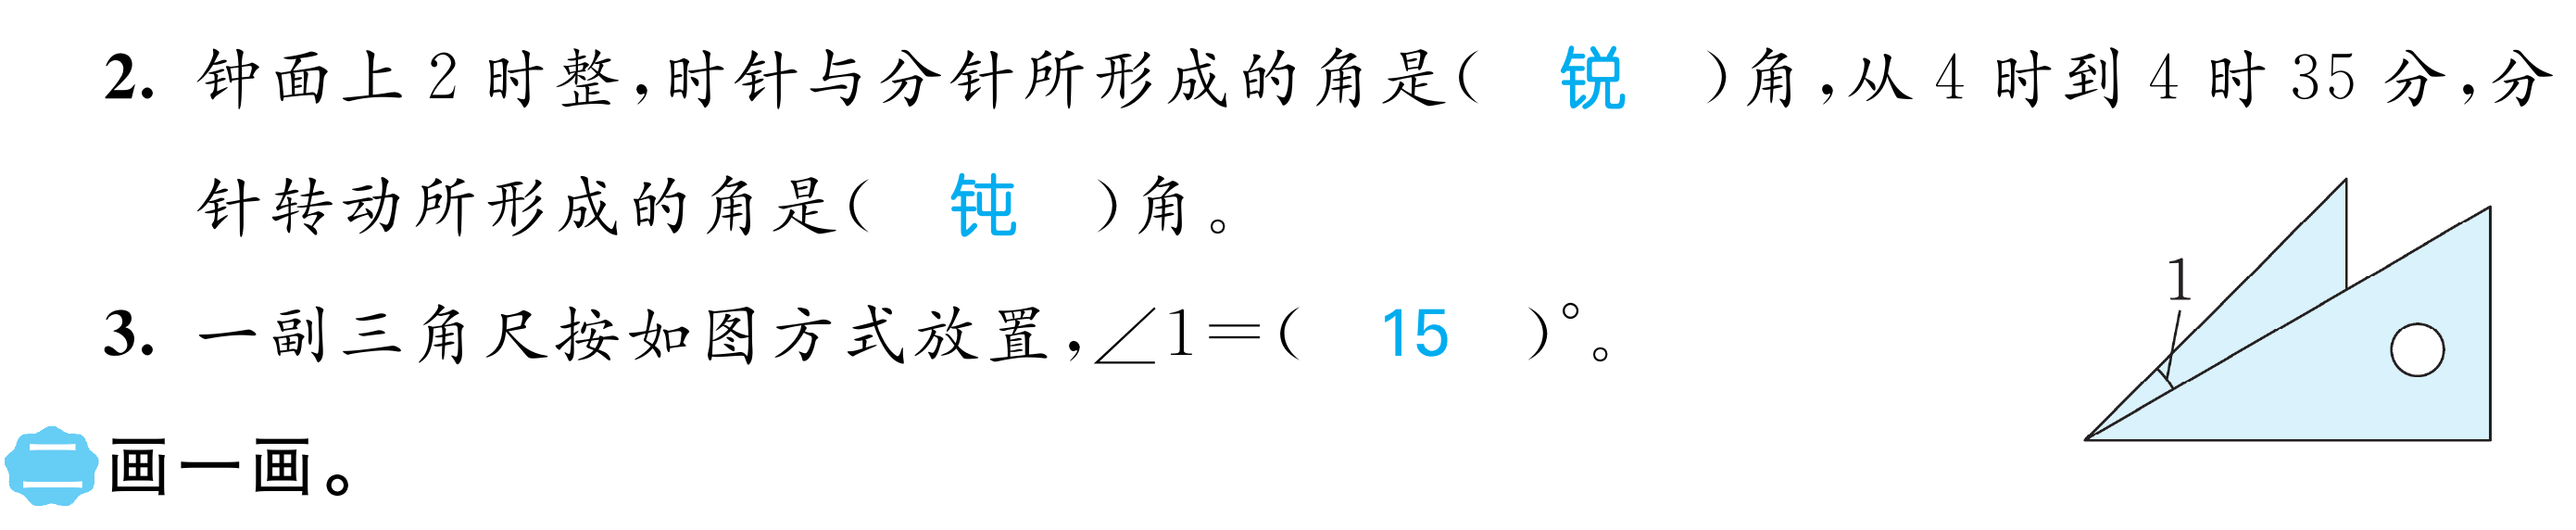 2. 钟面上 2 时整,时针与分针所形成的角是( 锐 )角,从 4 时到 4 时 35 分,分
针转动所形成的角是( 钝 )角。
3. 一副三角尺按如图方式放置,∠1=( 15 )°。
1
二 画一画。